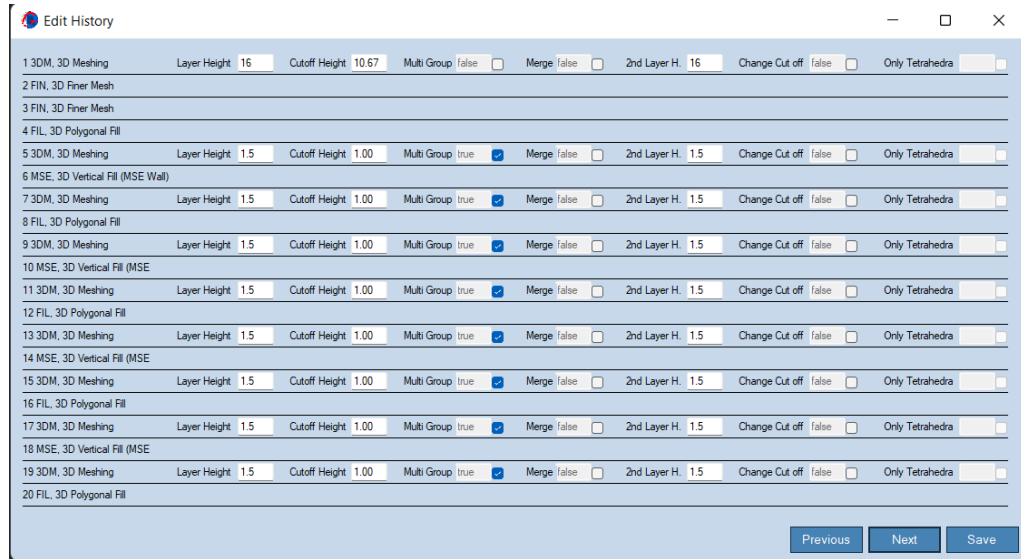 Edit History
1 3DM, 3D Meshing Layer Height 16 Cutoff Height 10.67 Multi Group false Merge false 2nd Layer H. 16 Change Cut off false Only Tetrahedra
2 FIN, 3D Finer Mesh
3 FIN, 3D Finer Mesh
4 FIL, 3D Polygonal Fill
5 3DM, 3D Meshing Layer Height 1.5 Cutoff Height 1.00 Multi Group true Merge false 2nd Layer H. 1.5 Change Cut off false Only Tetrahedra
6 MSE, 3D Vertical Fill (MSE Wall)
7 3DM, 3D Meshing Layer Height 1.5 Cutoff Height 1.00 Multi Group true Merge false 2nd Layer H. 1.5 Change Cut off false Only Tetrahedra
8 FIL, 3D Polygonal Fill
9 3DM, 3D Meshing Layer Height 1.5 Cutoff Height 1.00 Multi Group true Merge false 2nd Layer H. 1.5 Change Cut off false Only Tetrahedra
10 MSE, 3D Vertical Fill (MSE
11 3DM, 3D Meshing Layer Height 1.5 Cutoff Height 1.00 Multi Group true Merge false 2nd Layer H. 1.5 Change Cut off false Only Tetrahedra
12 FIL, 3D Polygonal Fill
13 3DM, 3D Meshing Layer Height 1.5 Cutoff Height 1.00 Multi Group true Merge false 2nd Layer H. 1.5 Change Cut off false Only Tetrahedra
14 MSE, 3D Vertical Fill (MSE
15 3DM, 3D Meshing Layer Height 1.5 Cutoff Height 1.00 Multi Group true Merge false 2nd Layer H. 1.5 Change Cut off false Only Tetrahedra
16 FIL, 3D Polygonal Fill
17 3DM, 3D Meshing Layer Height 1.5 Cutoff Height 1.00 Multi Group true Merge false 2nd Layer H. 1.5 Change Cut off false Only Tetrahedra
18 MSE, 3D Vertical Fill (MSE
19 3DM, 3D Meshing Layer Height 1.5 Cutoff Height 1.00 Multi Group true Merge false 2nd Layer H. 1.5 Change Cut off false Only Tetrahedra
20 FIL, 3D Polygonal Fill
Previous Next Save